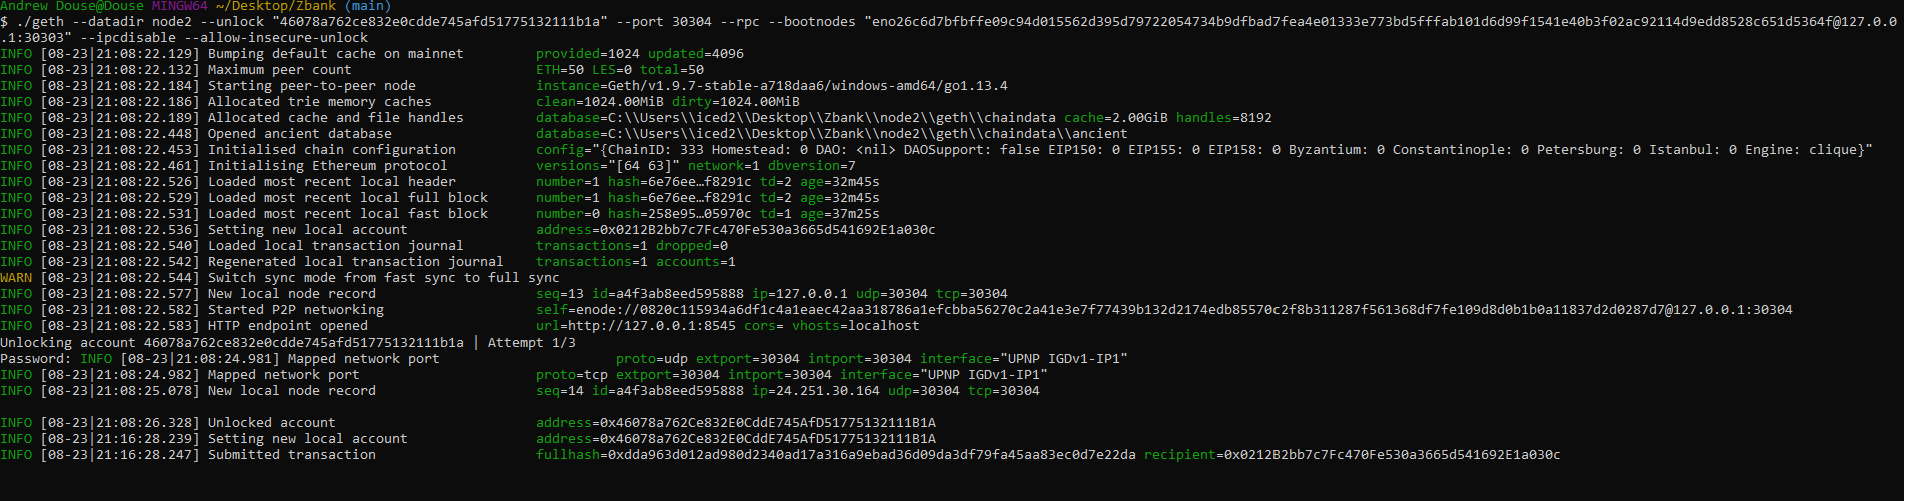 Andrew Douse@Douse MINGW64 ~/Desktop/Zbank (main)
$ ./geth --datadir node2 --unlock "46078a762ce832e0cdde745afd51775132111b1a" --port 30304 --rpc --bootnodes "eno26c6d7bfbffe09c94d015562d395d79722054734b9dfbad7fea4e01333e773bd5fffab101d6d99f1541e40b3f02ac92114d9edd8528c651d5364f@127.0.0
.1:30303" --ipcdisable --allow-insecure-unlock
INFO [08-23|21:08:22.129] Bumping default cache on mainnet provided=1024 updated=4096
INFO [08-23|21:08:22.132] Maximum peer count ETH=50 LES=0 total=50
INFO [08-23|21:08:22.184] Starting peer-to-peer node instance=Geth/v1.9.7-stable-a718daa6/windows-amd64/go1.13.4
INFO [08-23|21:08:22.186] Allocated trie memory caches clean=1024.00MiB dirty=1024.00MiB
INFO [08-23|21:08:22.189] Allocated cache and file handles database=C:\\Users\\iced2\\Desktop\\Zbank\\node2\\geth\\chaindata cache=2.00GiB handles=8192
INFO [08-23|21:08:22.448] Opened ancient database database=C:\\Users\\iced2\\Desktop\\Zbank\\node2\\geth\\chaindata\\ancient
INFO [08-23|21:08:22.453] Initialised chain configuration config="{ChainID: 333 Homestead: 0 DAO: <nil> DAOSupport: false EIP150: 0 EIP155: 0 EIP158: 0 Byzantium: 0 Constantinople: 0 Petersburg: 0 Istanbul: 0 Engine: clique}"
INFO [08-23|21:08:22.461] Initialising Ethereum protocol versions="[64 63]" network=1 dbversion=7
INFO [08-23|21:08:22.526] Loaded most recent local header number=1 hash=6e76ee…f8291c td=2 age=32m45s
INFO [08-23|21:08:22.529] Loaded most recent local full block number=1 hash=6e76ee…f8291c td=2 age=32m45s
INFO [08-23|21:08:22.531] Loaded most recent local fast block number=0 hash=258e95…05970c td=1 age=37m25s
INFO [08-23|21:08:22.536] Setting new local account address=0x0212B2bb7c7Fc470Fe530a3665d541692E1a030c
INFO [08-23|21:08:22.540] Loaded local transaction journal transactions=1 dropped=0
INFO [08-23|21:08:22.542] Regenerated local transaction journal transactions=1 accounts=1
WARN [08-23|21:08:22.544] Switch sync mode from fast sync to full sync
INFO [08-23|21:08:22.577] New local node record seq=13 id=a4f3ab8eed595888 ip=127.0.0.1 udp=30304 tcp=30304
INFO [08-23|21:08:22.582] Started P2P networking self=enode://0820c115934a6df1c4a1eaec42aa318786a1efcbba56270c2a41e3e7f77439b132d2174edb85570c2f8b311287f561368df7fe109d8d0b1b0a11837d2d0287d7@127.0.0.1:30304
INFO [08-23|21:08:22.583] HTTP endpoint opened url=http://127.0.0.1:8545 cors= vhosts=localhost
Unlocking account 46078a762ce832e0cdde745afd51775132111b1a | Attempt 1/3
Password: INFO [08-23|21:08:24.981] Mapped network port proto=udp extport=30304 intport=30304 interface="UPNP IGDv1-IP1"
INFO [08-23|21:08:24.982] Mapped network port proto=tcp extport=30304 intport=30304 interface="UPNP IGDv1-IP1"
INFO [08-23|21:08:25.078] New local node record seq=14 id=a4f3ab8eed595888 ip=24.251.30.164 udp=30304 tcp=30304
INFO [08-23|21:08:26.328] Unlocked account address=0x46078a762Ce832E0CddE745AfD51775132111B1A
INFO [08-23|21:16:28.239] Setting new local account address=0x46078a762Ce832E0CddE745AfD51775132111B1A
INFO [08-23|21:16:28.247] Submitted transaction fullhash=0xdda963d012ad980d2340ad17a316a9ebad36d09da3df79fa45aa83ec0d7e22da recipient=0x0212B2bb7c7Fc470Fe530a3665d541692E1a030c